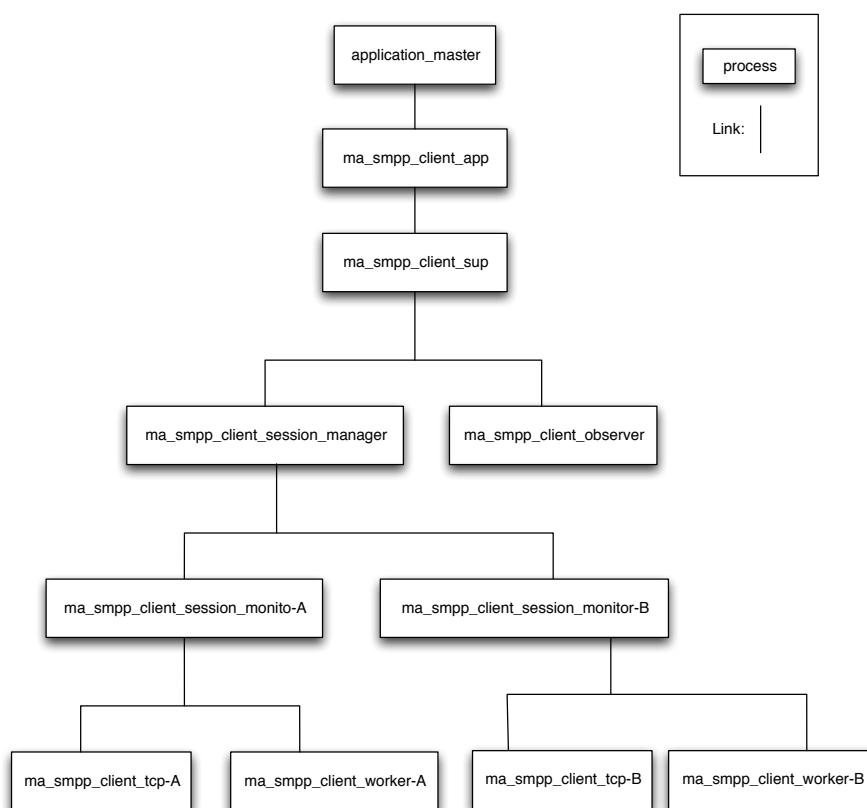 application_master
process
Link:
ma_smpp_client_app
ma_smpp_client_sup
ma_smpp_client_session_manager
ma_smpp_client_observer
ma_smpp_client_session_monito-A
ma_smpp_client_session_monitor-B
ma_smpp_client_tcp-A
ma_smpp_client_worker-A
ma_smpp_client_tcp-B
ma_smpp_client_worker-B